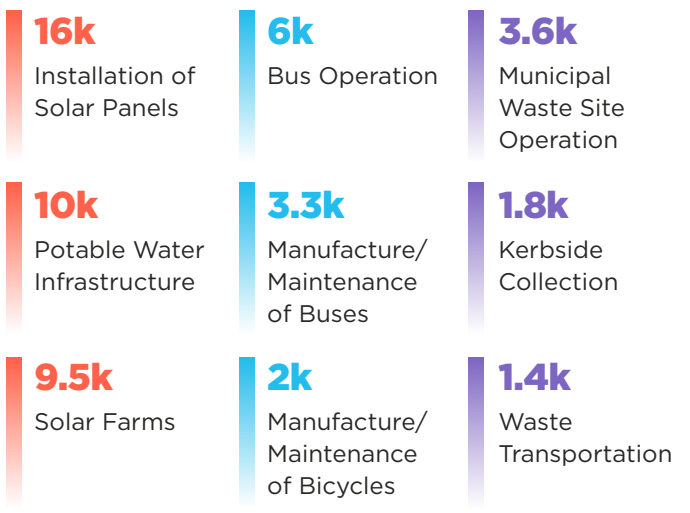 16k
Installation of
Solar Panels
6k
Bus Operation
3.6k
Municipal
Waste Site
Operation
10k
Potable Water
Infrastructure
3.3k
Manufacture/
Maintenance
of Buses
1.8k
Kerbside
Collection
9.5k
Solar Farms
2k
Manufacture/
Maintenance
of Bicycles
1.4k
Waste
Transportation